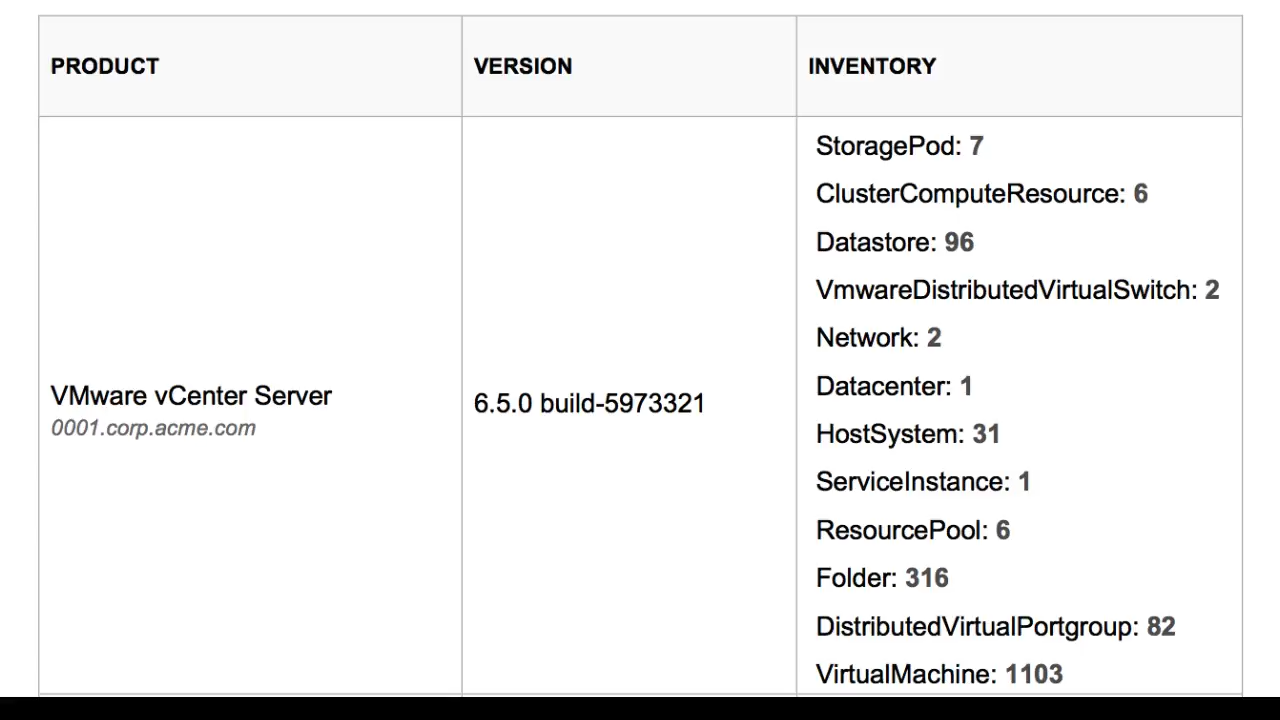 PRODUCT
VERSION
INVENTORY
VMware vCenter Server
0001.corp.acme.com
6.5.0 build-5973321
StoragePod: 7
ClusterComputeResource: 6
Datastore: 96
VmwareDistributedVirtualSwitch: 2
Network: 2
Datacenter: 1
HostSystem: 31
ServiceInstance: 1
ResourcePool: 6
Folder: 316
DistributedVirtualPortgroup: 82
VirtualMachine: 1103